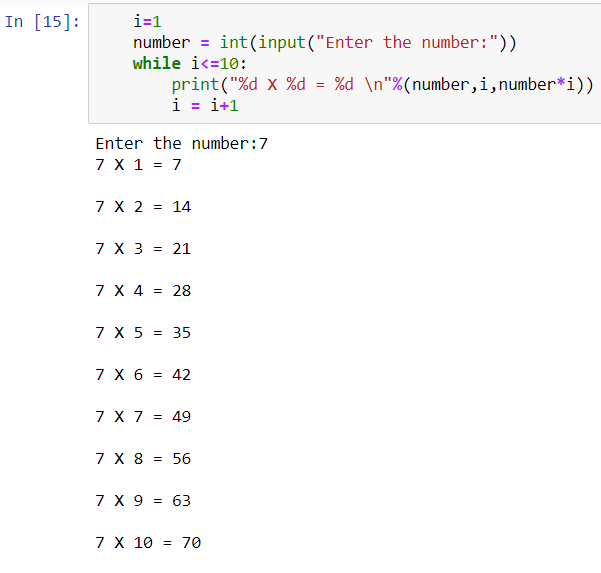 In [15]:
i=1
number = int(input("Enter the number:"))
while i<=10:
print("%d X %d = %d \n"%(number,i,number*i))
i = i+1
Enter the number:7
7 X 1 = 7
7 X 2 = 14
7 X 3 = 21
7 X 4 = 28
7 X 5 = 35
7 X 6 = 42
7 X 7 = 49
7 X 8 = 56
7 X 9 = 63
7 X 10 = 70